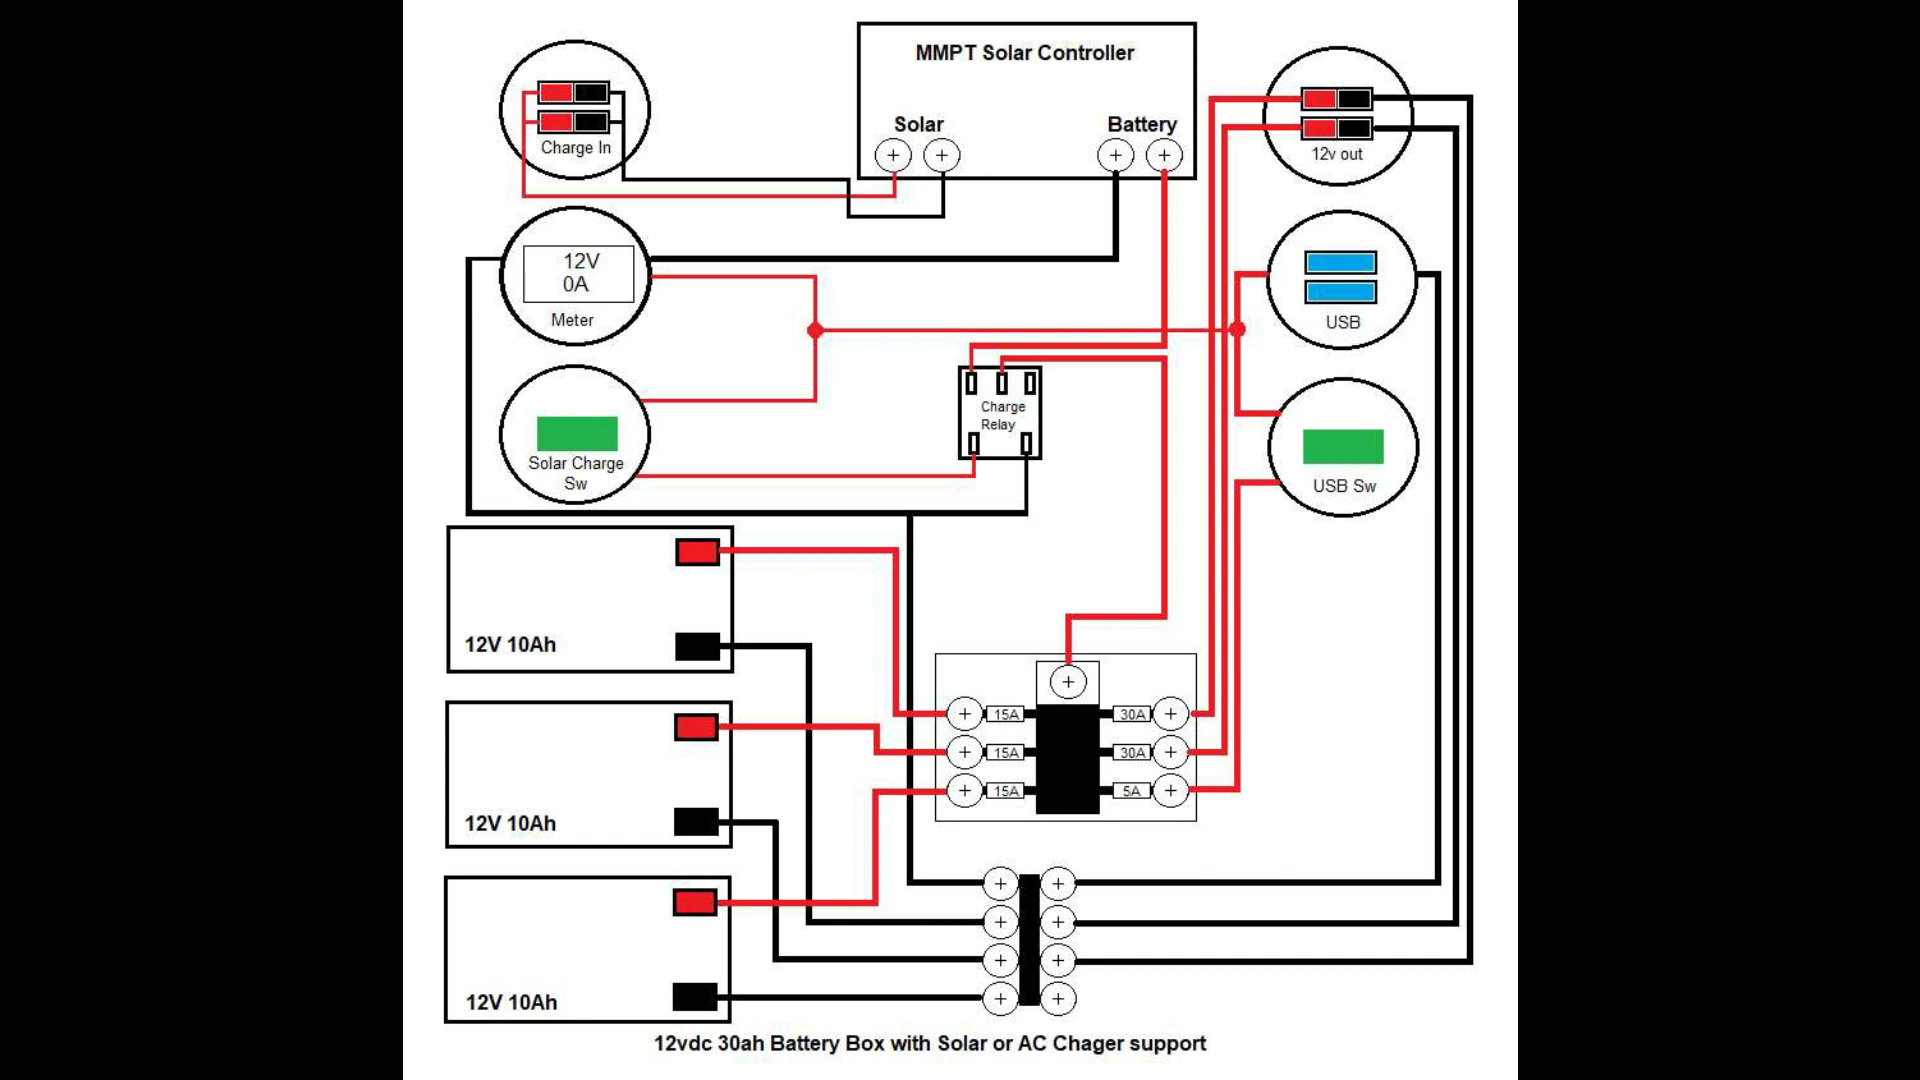 MMPT Solar Controller
Solar
Battery
Charge In
12v out
12V
0A
Meter
USB
Charge
Relay
Solar Charge
Sw
USB Sw
12V 10Ah
12V 10Ah
12V 10Ah
15A
30A
15A
30A
15A
5A
12vdc 30ah Battery Box with Solar or AC Chager support